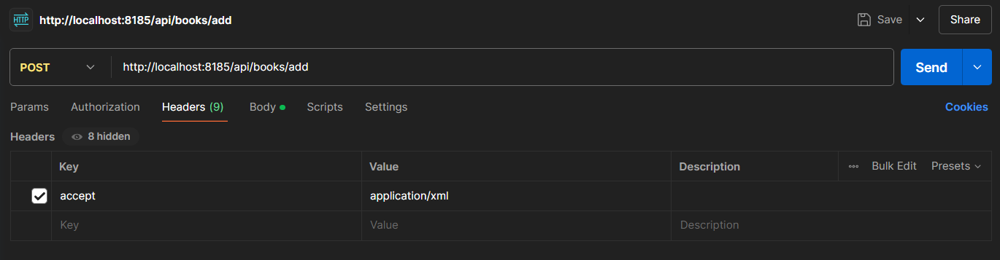 HTTP http://localhost:8185/api/books/add Save Share
POST http://localhost:8185/api/books/add Send
Params Authorization Headers (9) Body Scripts Settings Cookies
Headers 8 hidden
Key Value Description Bulk Edit Presets
accept application/xml
Key Value Description